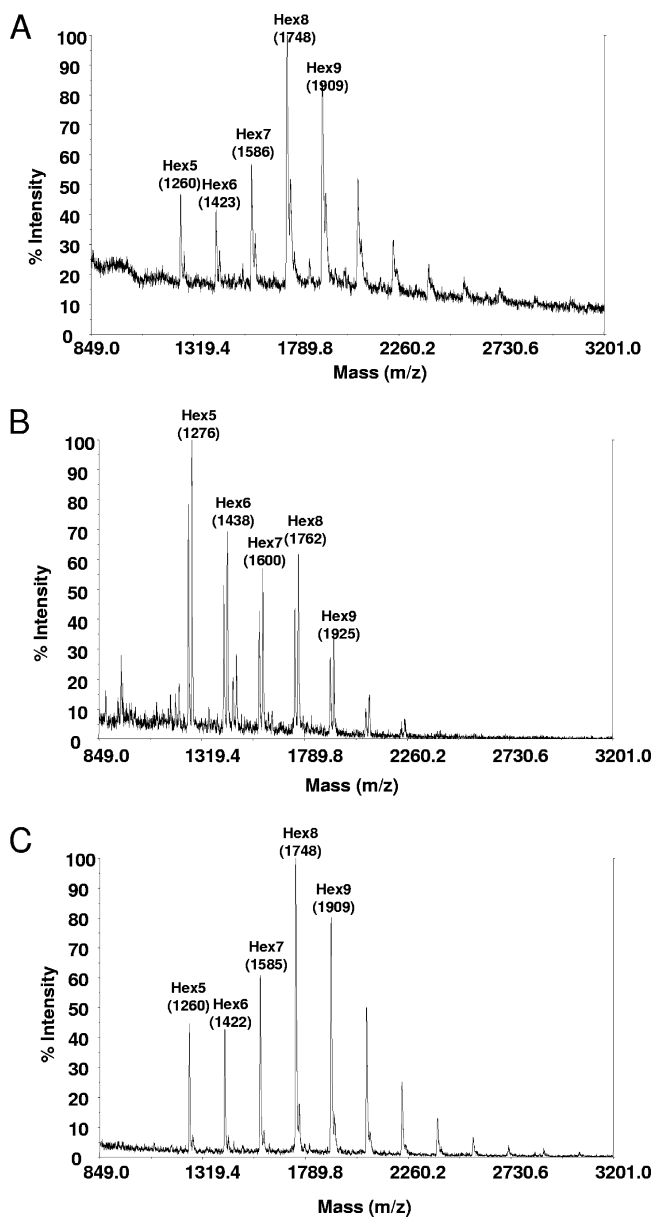 A
Hex8
(1748)
Hex9
(1909)
Hex7
(1586)
Hex5
(1260)
Hex6
(1423)
100
90
80
70
60
50
40
30
20
10
0
% Intensity
849.0 1319.4 1789.8 2260.2 2730.6 3201.0
Mass (m/z)
B
Hex5
(1276)
Hex6
(1438)
Hex7
(1600)
Hex8
(1762)
Hex9
(1925)
100
90
80
70
60
50
40
30
20
10
0
% Intensity
849.0 1319.4 1789.8 2260.2 2730.6 3201.0
Mass (m/z)
C
Hex8
(1748)
Hex9
(1909)
Hex7
(1585)
Hex5
(1260)
Hex6
(1422)
100
90
80
70
60
50
40
30
20
10
0
% Intensity
849.0 1319.4 1789.8 2260.2 2730.6 3201.0
Mass (m/z)